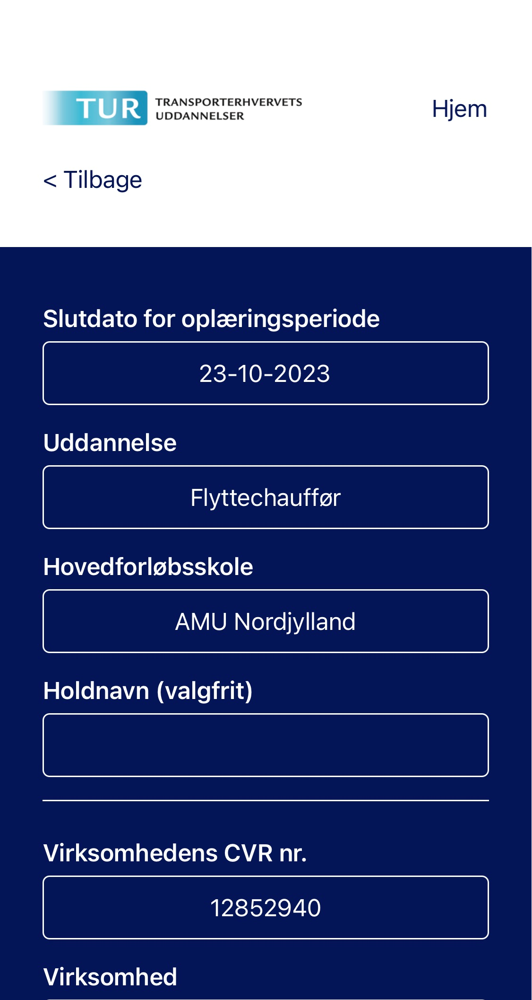 TUR TRANSPORTERHVERVETS
UDDANNELSER
Hjem
< Tilbage
Slutdato for oplæringsperiode
23-10-2023
Uddannelse
Flyttechauffør
Hovedforløbsskole
AMU Nordjylland
Holdnavn (valgfrit)
Virksomhedens CVR nr.
12852940
Virksomhed